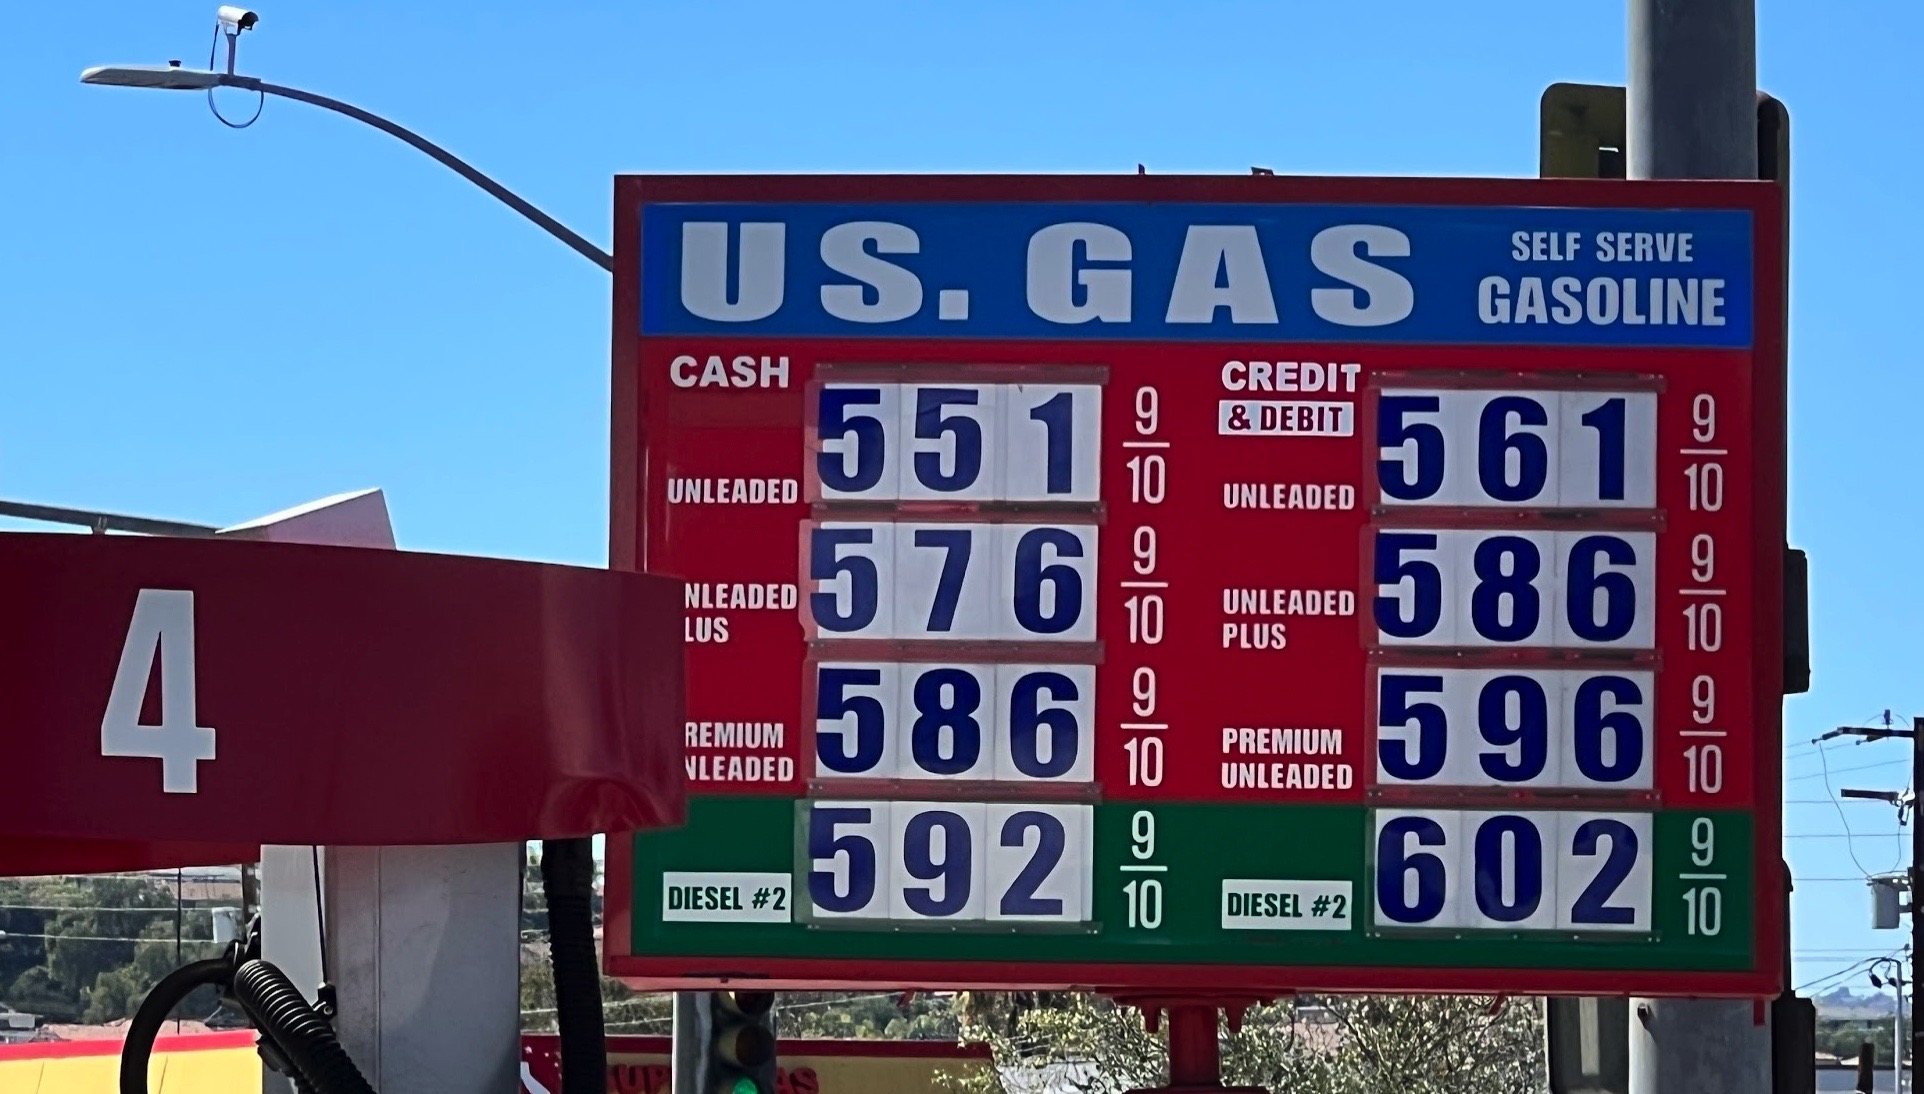 US. GAS
SELF SERVE
GASOLINE
CASH
UNLEADED 551 9/10
NLEADED
LUS 576 9/10
REMIUM
NLEADED 586 9/10
DIESEL #2 592 9/10
CREDIT
& DEBIT
UNLEADED 561 9/10
UNLEADED
PLUS 586 9/10
PREMIUM
UNLEADED 596 9/10
DIESEL #2 602 9/10
4